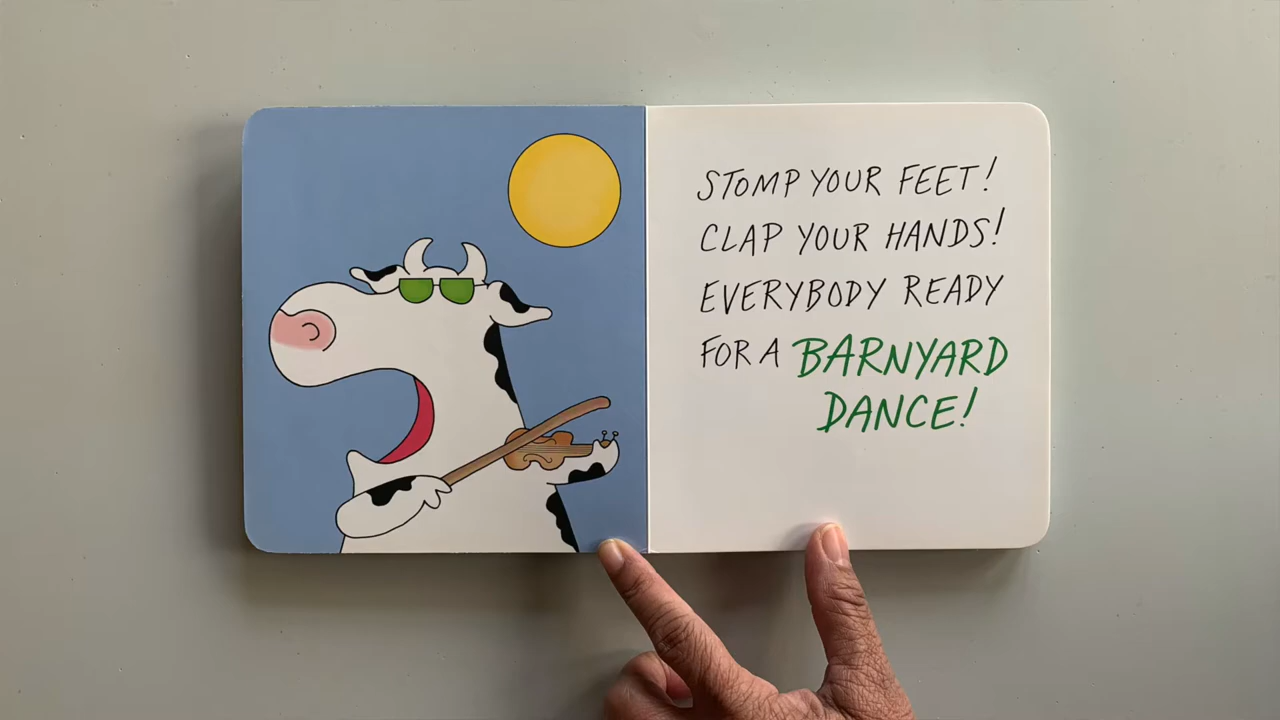 STOMP YOUR FEET!
CLAP YOUR HANDS!
EVERYBODY READY
FOR A BARNYARD
DANCE!